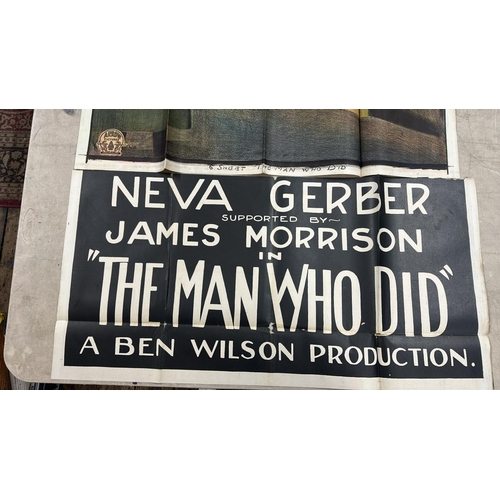 6 SHEET THE MAN WHO DID
NEVA GERBER
SUPPORTED BY~
JAMES MORRISON
IN
"THE MAN WHO DID"
A BEN WILSON PRODUCTION.